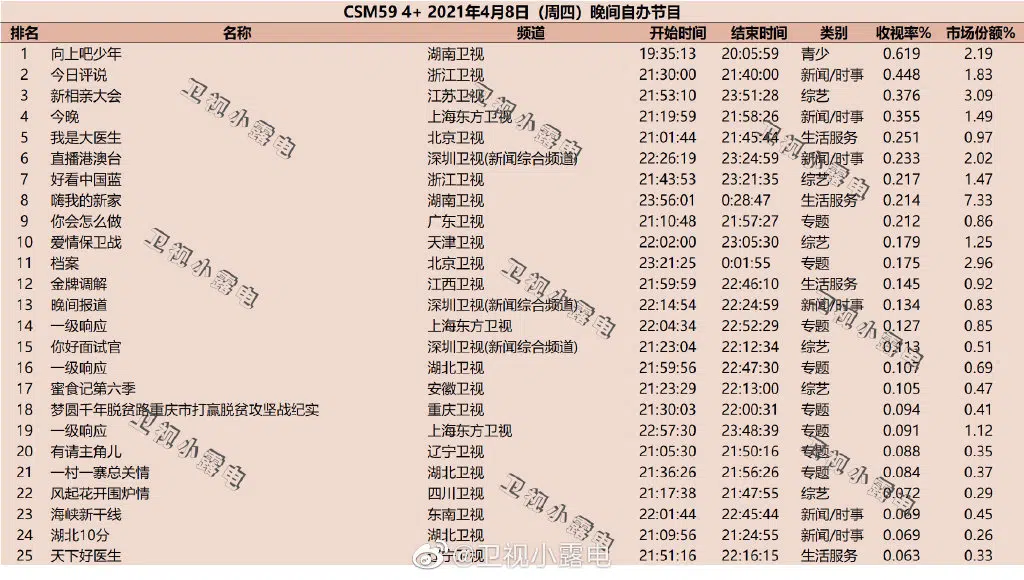 CSM59 4+ 2021年4月8日（周四）晚间自办节目
排名 名称 频道 开始时间 结束时间 类别 收视率% 市场份额%
1 向上吧少年 湖南卫视 19:35:13 20:05:59 青少 0.619 2.19
2 今日评说 浙江卫视 21:30:00 21:40:00 新闻/时事 0.448 1.83
3 新相亲大会 江苏卫视 21:53:10 23:51:28 综艺 0.376 3.09
4 今晚 上海东方卫视 21:19:59 21:58:26 新闻/时事 0.355 1.49
5 我是大医生 北京卫视 21:01:44 21:45:44 生活服务 0.251 0.97
6 直播港澳台 深圳卫视(新闻综合频道) 22:26:19 23:24:59 新闻/时事 0.233 2.02
7 好看中国蓝 浙江卫视 21:43:53 23:21:35 综艺 0.217 1.47
8 嗨我的新家 湖南卫视 23:56:01 0:28:47 生活服务 0.214 7.33
9 你会怎么做 广东卫视 21:10:48 21:57:27 专题 0.212 0.86
10 爱情保卫战 天津卫视 22:02:00 23:05:30 综艺 0.179 1.25
11 档案 北京卫视 23:21:25 0:01:55 专题 0.175 2.96
12 金牌调解 江西卫视 21:59:59 22:46:10 生活服务 0.145 0.92
13 晚间报道 深圳卫视(新闻综合频道) 22:14:54 22:24:59 新闻/时事 0.134 0.83
14 一级响应 上海东方卫视 22:04:34 22:52:29 专题 0.127 0.85
15 你好面试官 深圳卫视(新闻综合频道) 21:23:04 22:12:34 综艺 0.113 0.51
16 一级响应 湖北卫视 21:59:56 22:47:30 专题 0.107 0.69
17 蜜食记第六季 安徽卫视 21:23:29 22:13:00 综艺 0.105 0.47
18 梦圆千年脱贫路重庆市打赢脱贫攻坚战纪实 重庆卫视 21:30:03 22:00:31 专题 0.094 0.41
19 一级响应 上海东方卫视 22:57:30 23:48:39 专题 0.091 1.12
20 有请主角儿 辽宁卫视 21:05:30 21:50:16 专题 0.088 0.35
21 一村一寨总关情 湖北卫视 21:36:26 21:56:26 专题 0.084 0.37
22 风起花开围炉情 四川卫视 21:17:38 21:47:55 综艺 0.072 0.29
23 海峡新干线 东南卫视 22:01:44 22:45:44 新闻/时事 0.069 0.45
24 湖北10分 湖北卫视 21:09:56 21:24:55 新闻/时事 0.069 0.26
25 天下好医生 宁卫视 21:51:16 22:16:15 生活服务 0.063 0.33
卫视小露电
卫视小露电
卫视小露电
卫视小露电
卫视小露电
卫视小露电
卫视小露电
卫视小露电
卫视小露电
@卫视小露电